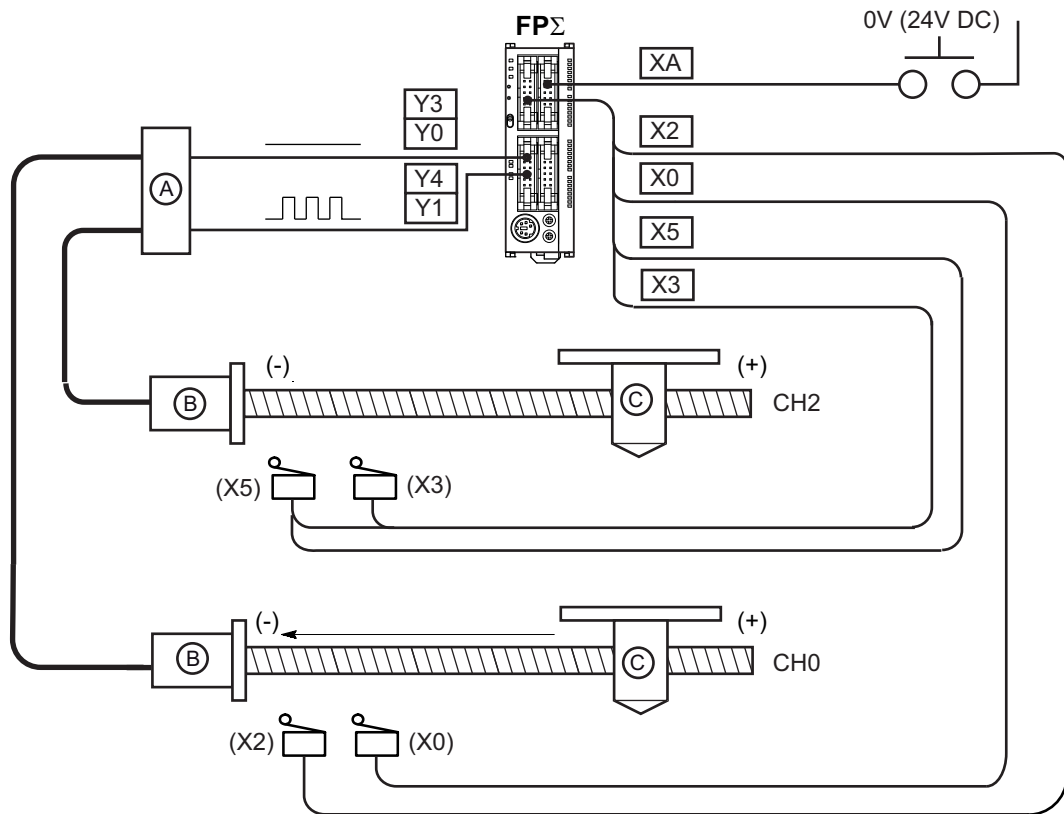 0V (24V DC)
FPΣ
XA
Y3
Y0
X2
A
Y4
Y1
X0
X5
X3
(-)
(+)
B
C
CH2
(X5)
(X3)
(-)
(+)
B
C
CH0
(X2)
(X0)